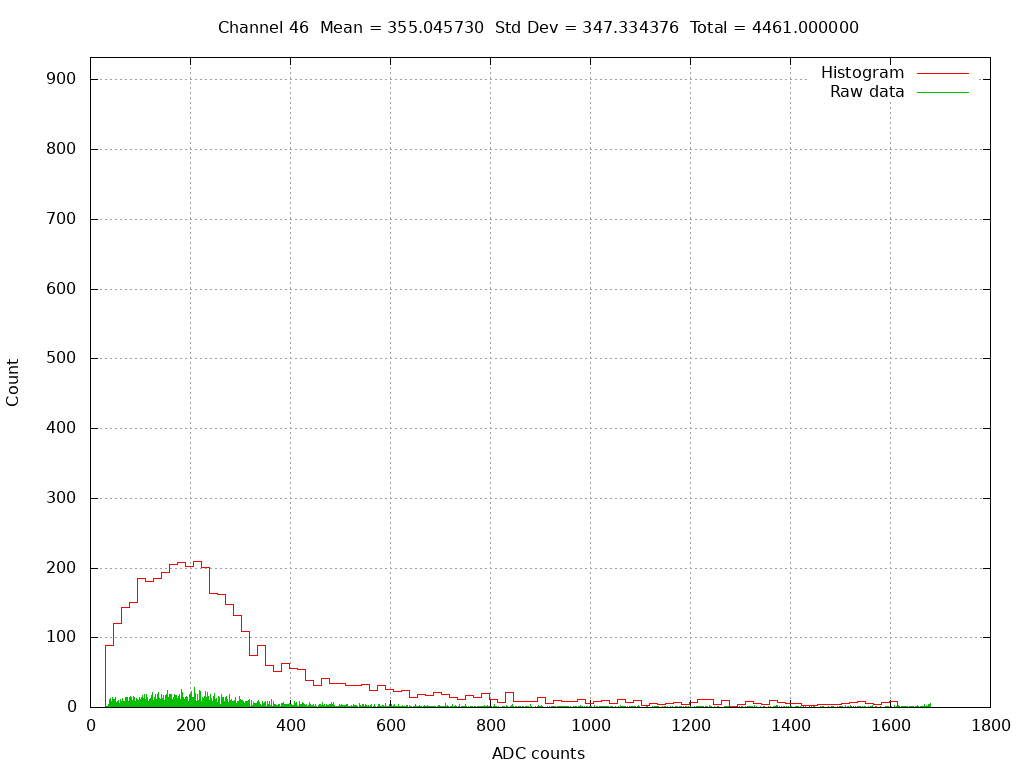 Channel 46  Mean = 355.045730  Std Dev = 347.334376  Total = 4461.000000
Histogram
Raw data
900
800
700
600
500
400
300
200
100
0
Count
0 200 400 600 800 1000 1200 1400 1600 1800
ADC counts